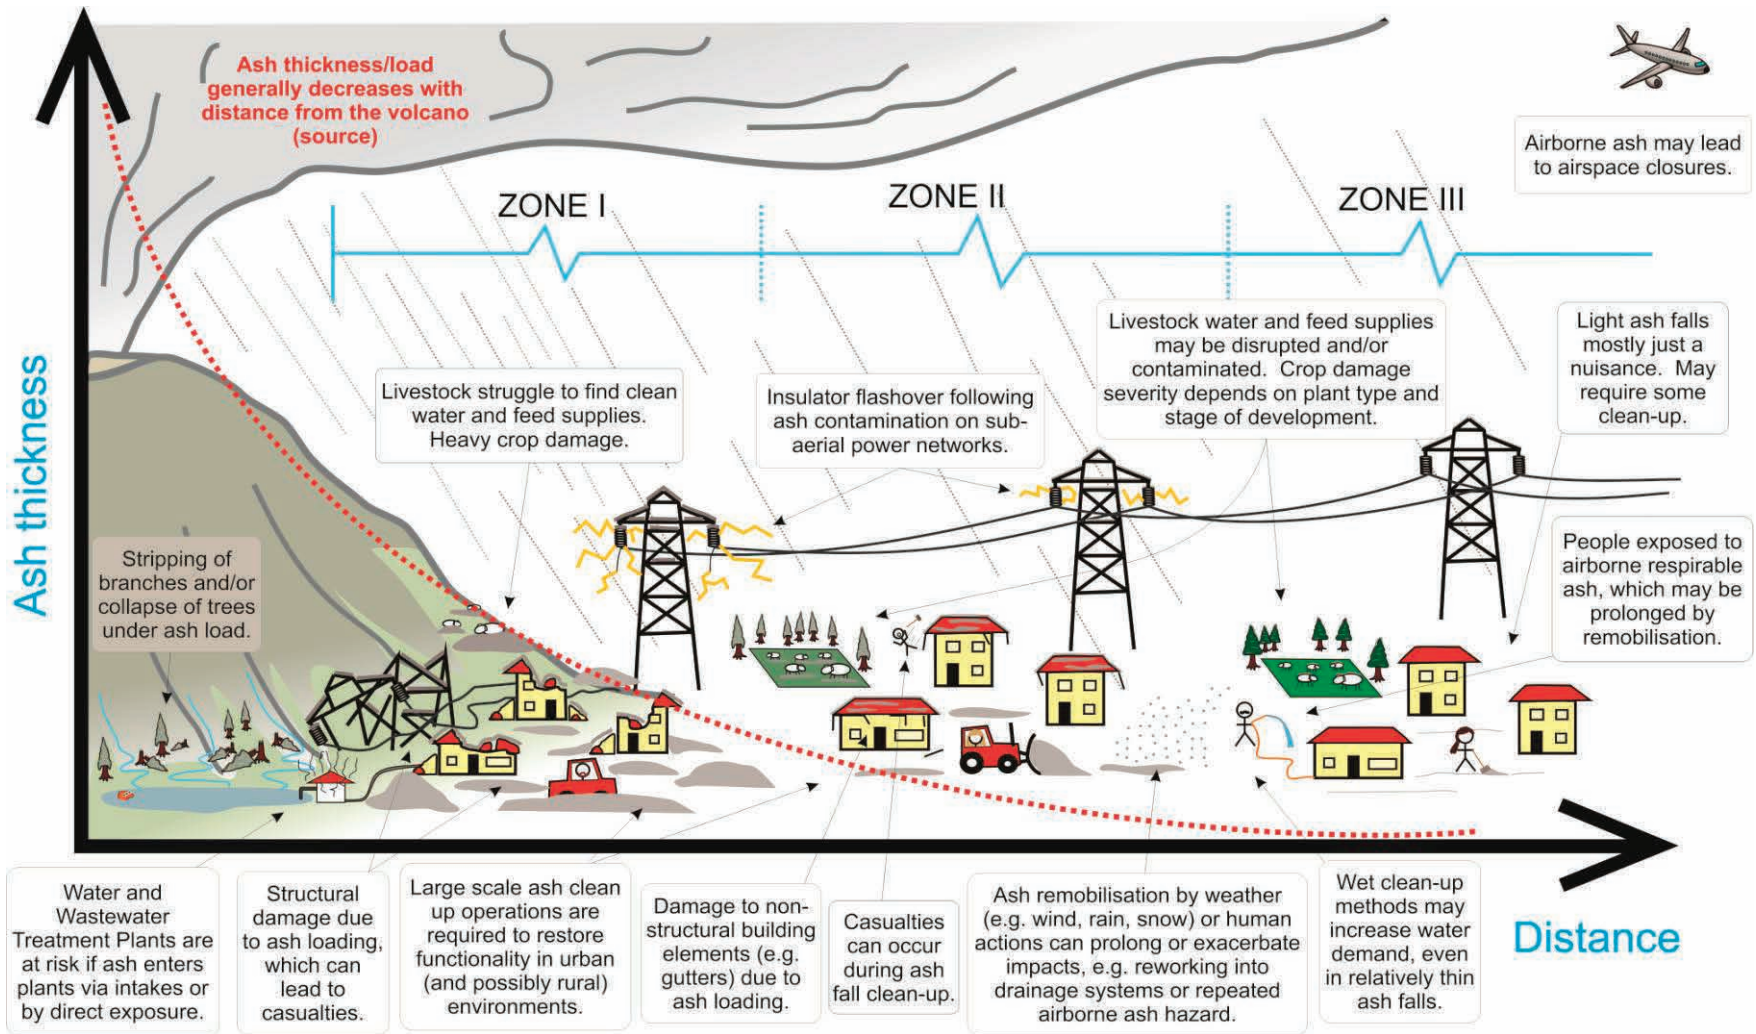 Ash thickness/load
generally decreases with
distance from the volcano
(source)
Airborne ash may lead
to airspace closures.
ZONE I
ZONE II
ZONE III
Livestock struggle to find clean
water and feed supplies.
Heavy crop damage.
Insulator flashover following
ash contamination on sub-
aerial power networks.
Livestock water and feed supplies
may be disrupted and/or
contaminated. Crop damage
severity depends on plant type and
stage of development.
Light ash falls
mostly just a
nuisance. May
require some
clean-up.
Ash thickness
Stripping of
branches and/or
collapse of trees
under ash load.
People exposed to
airborne respirable
ash, which may be
prolonged by
remobilisation.
Water and
Wastewater
Treatment Plants are
at risk if ash enters
plants via intakes or
by direct exposure.
Structural
damage due
to ash loading,
which can
lead to
casualties.
Large scale ash clean
up operations are
required to restore
functionality in urban
(and possibly rural)
environments.
Damage to non-
structural building
elements (e.g.
gutters) due to
ash loading.
Casualties
can occur
during ash
fall clean-up.
Ash remobilisation by weather
(e.g. wind, rain, snow) or human
actions can prolong or exacerbate
impacts, e.g. reworking into
drainage systems or repeated
airborne ash hazard.
Wet clean-up
methods may
increase water
demand, even
in relatively thin
ash falls.
Distance